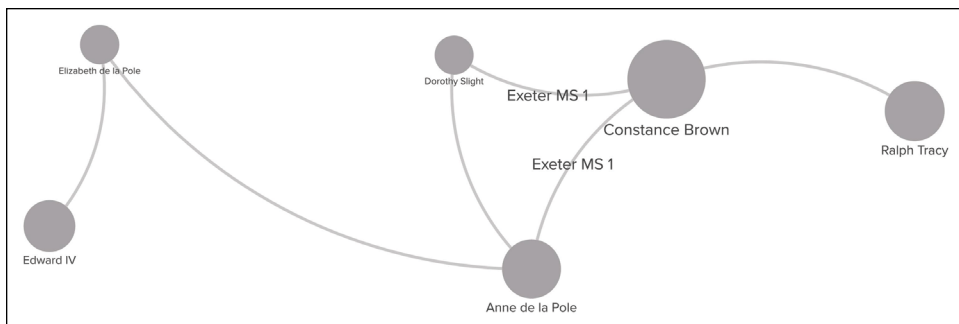 Elizabeth de la Pole
Dorothy Slight
Exeter MS 1
Constance Brown
Ralph Tracy
Exeter MS 1
Edward IV
Anne de la Pole